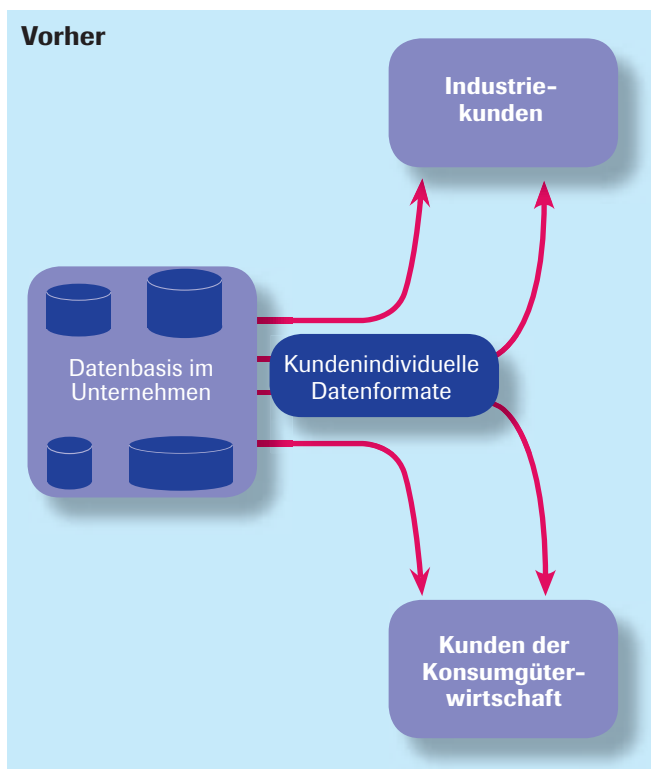 Vorher
Industrie-
kunden
Datenbasis im
Unternehmen
Kundenindividuelle
Datenformate
Kunden der
Konsumgüter-
wirtschaft